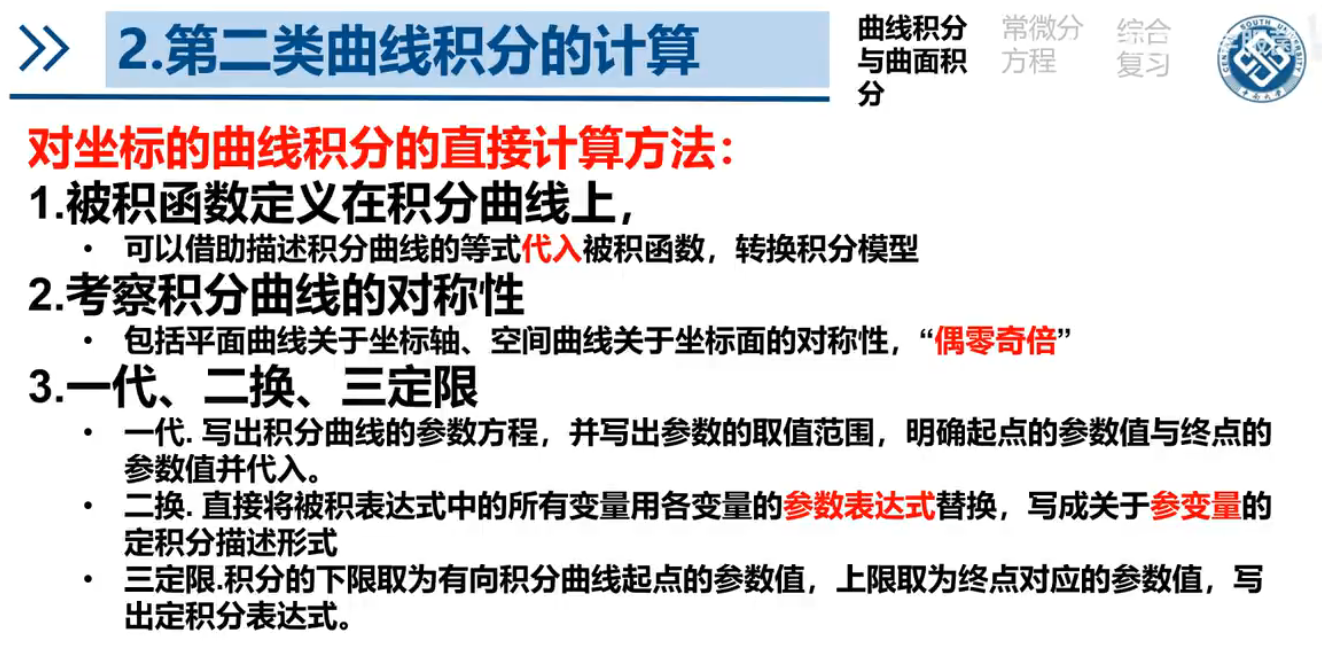 2.第二类曲线积分的计算
曲线积分
与曲面积
分
常微分
方程
综合
复习
对坐标的曲线积分的直接计算方法：
1.被积函数定义在积分曲线上，
• 可以借助描述积分曲线的等式代入被积函数，转换积分模型
2.考察积分曲线的对称性
• 包括平面曲线关于坐标轴、空间曲线关于坐标面的对称性，“偶零奇倍”
3.一代、二换、三定限
• 一代. 写出积分曲线的参数方程，并写出参数的取值范围，明确起点的参数值与终点的
参数值并代入。
• 二换. 直接将被积表达式中的所有变量用各变量的参数表达式替换，写成关于参变量的
定积分描述形式
• 三定限.积分的下限取为有向积分曲线起点的参数值，上限取为终点对应的参数值，写
出定积分表达式。